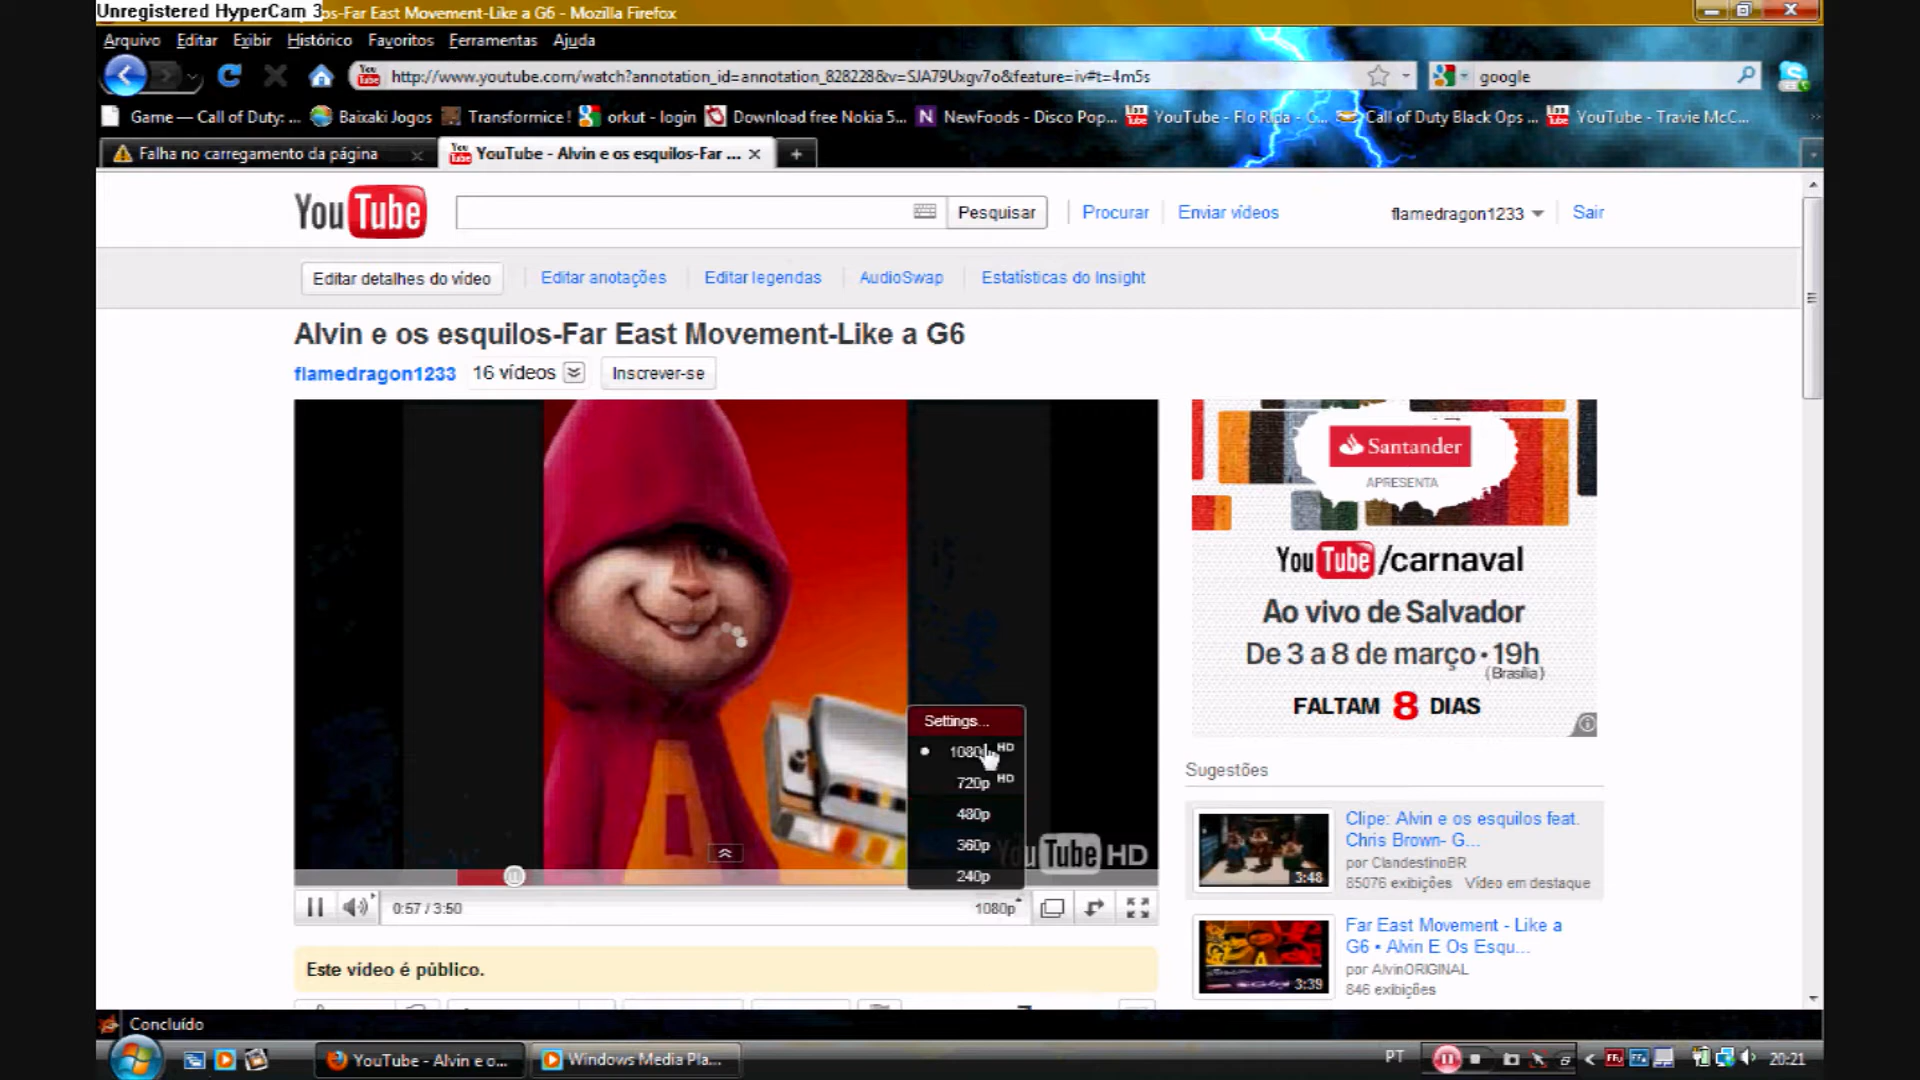 Unregistered HyperCam 3
os-Far East Movement-Like a G6 - Mozilla Firefox
Arquivo Editar Exibir Histórico Favoritos Ferramentas Ajuda
http://www.youtube.com/watch?annotation_id=annotation_828228&v=SJA79Uxgv7o&feature=iv#t=4m5s
google
Game — Call of Duty: ... Baixaki Jogos Transformice ! orkut - login Download free Nokia 5... NewFoods - Disco Pop... YouTube - Flo Rida - C... Call of Duty Black Ops ... YouTube - Travie McC...
Falha no carregamento da página
YouTube - Alvin e os esquilos-Far ...
YouTube
Pesquisar
Procurar
Enviar vídeos
flamedragon1233
Sair
Editar detalhes do vídeo
Editar anotações
Editar legendas
AudioSwap
Estatísticas do Insight
Alvin e os esquilos-Far East Movement-Like a G6
flamedragon1233 16 vídeos Inscrever-se
Settings...
HD
720p HD
480p
360p
240p
Tube HD
0:57 / 3:50
1080p
Este vídeo é público.
Santander
APRESENTA
YouTube/carnaval
Ao vivo de Salvador
De 3 a 8 de março • 19h
(Brasília)
FALTAM 8 DIAS
Sugestões
Clipe: Alvin e os esquilos feat.
Chris Brown- G...
por ClandestinoBR
85076 exibições Vídeo em destaque
3:48
Far East Movement - Like a
G6 • Alvin E Os Esqu...
por AlvinORIGINAL
846 exibições
3:39
Concluído
YouTube - Alvin e o...
Windows Media Pla...
PT
20:21